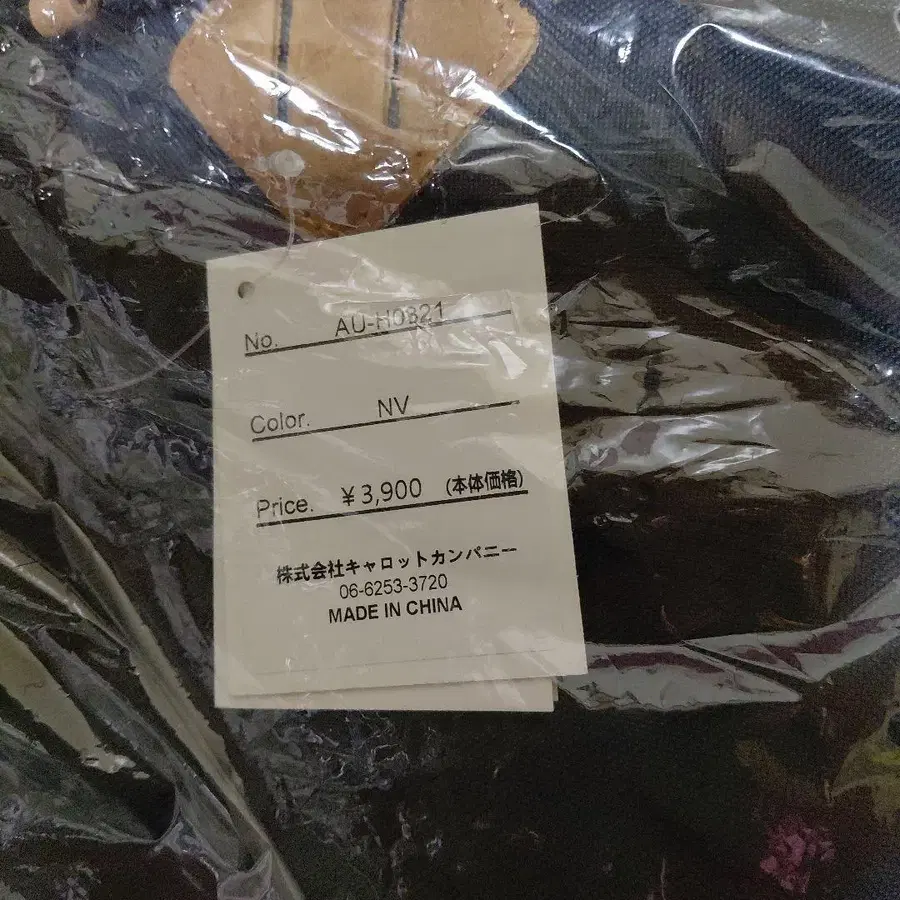 No. AU-H0321
Color. NV
Price. ¥3,900 (本体価格)
株式会社キャロットカンパニー
06-6253-3720
MADE IN CHINA